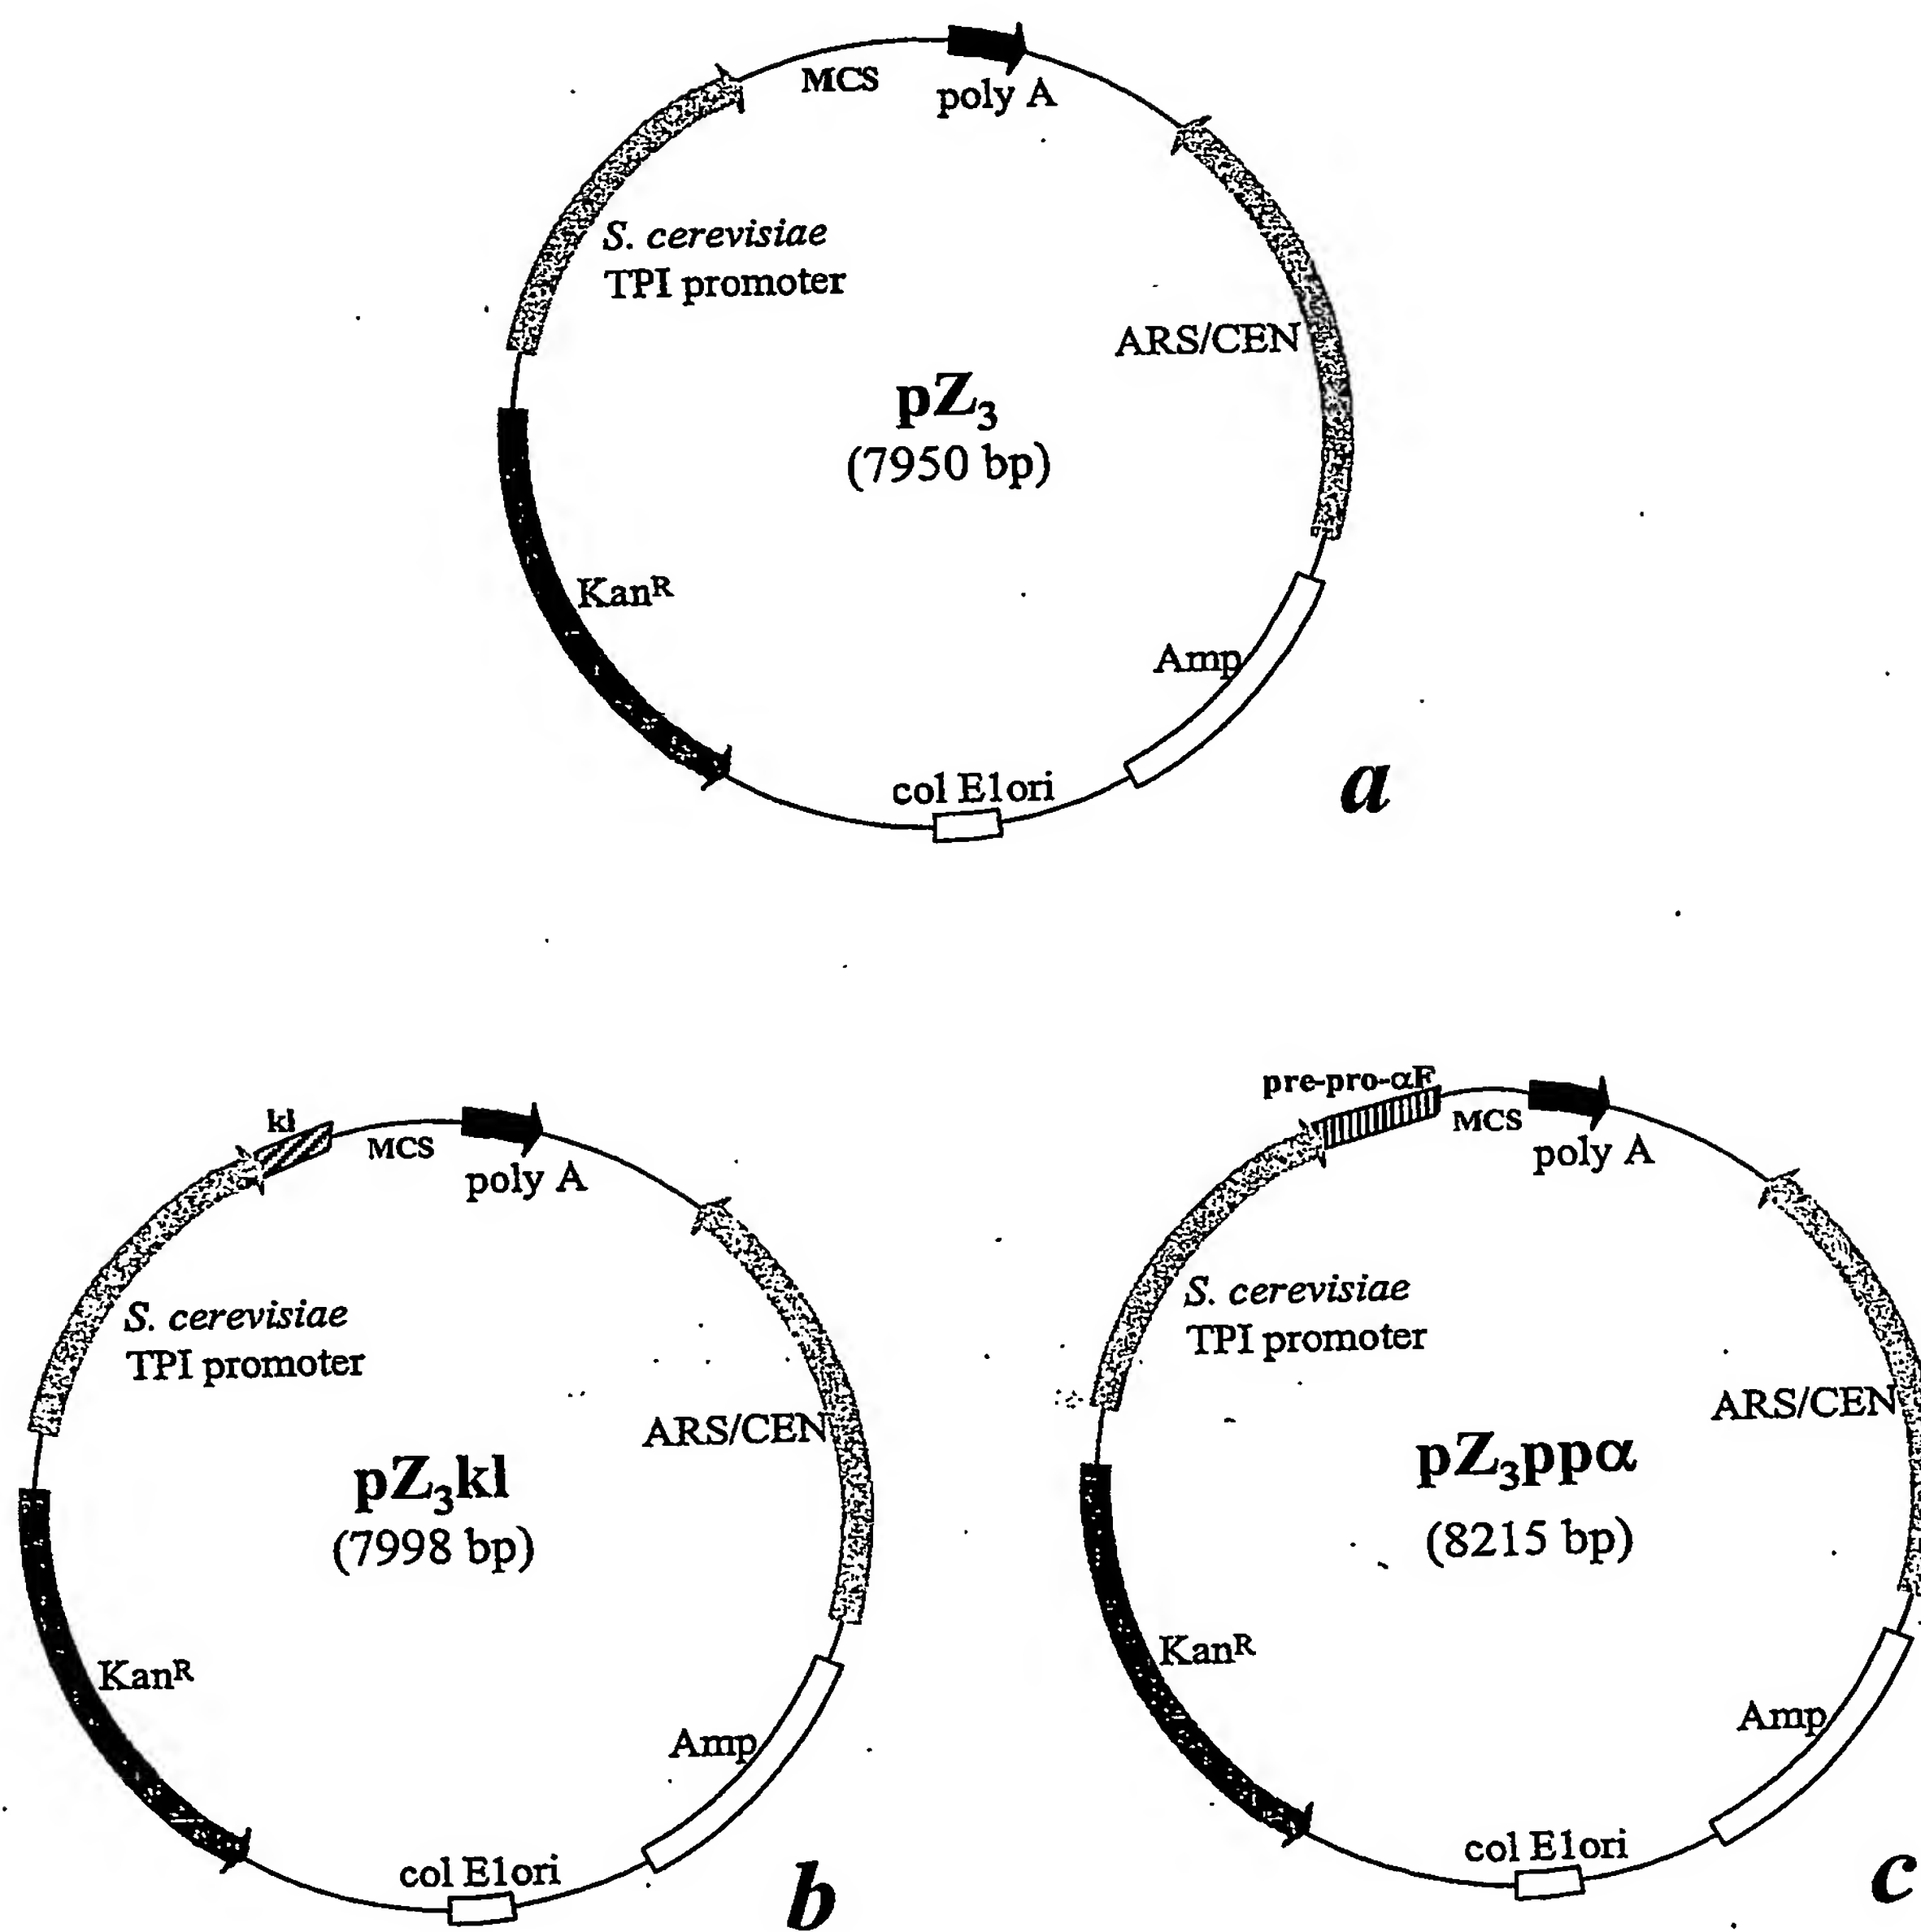 MCS
poly A
S. cerevisiae
TPI promoter
ARS/CEN
pZ₃
(7950 bp)
Kanᴿ
Amp
col E1ori
a
kl
MCS
poly A
S. cerevisiae
TPI promoter
ARS/CEN
pZ₃kl
(7998 bp)
Kanᴿ
Amp
col E1ori
b
pre-pro-αF
MCS
poly A
S. cerevisiae
TPI promoter
ARS/CEN
pZ₃ppα
(8215 bp)
Kanᴿ
Amp
col E1ori
c